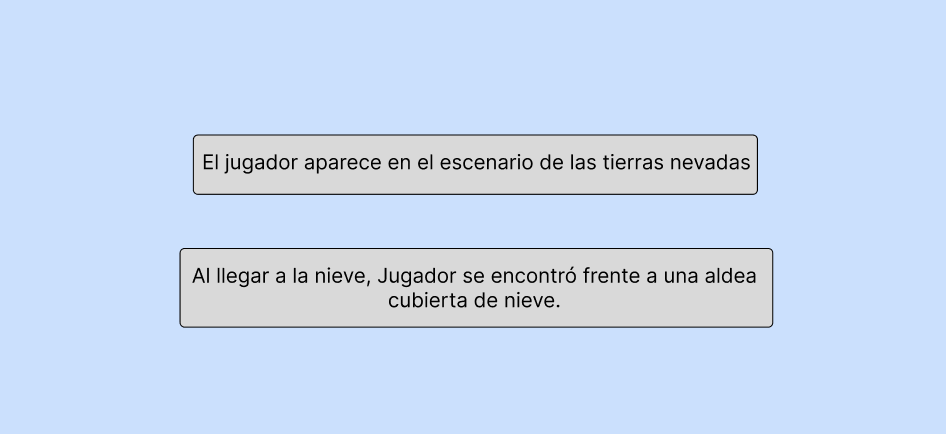 El jugador aparece en el escenario de las tierras nevadas
Al llegar a la nieve, Jugador se encontró frente a una aldea
cubierta de nieve.